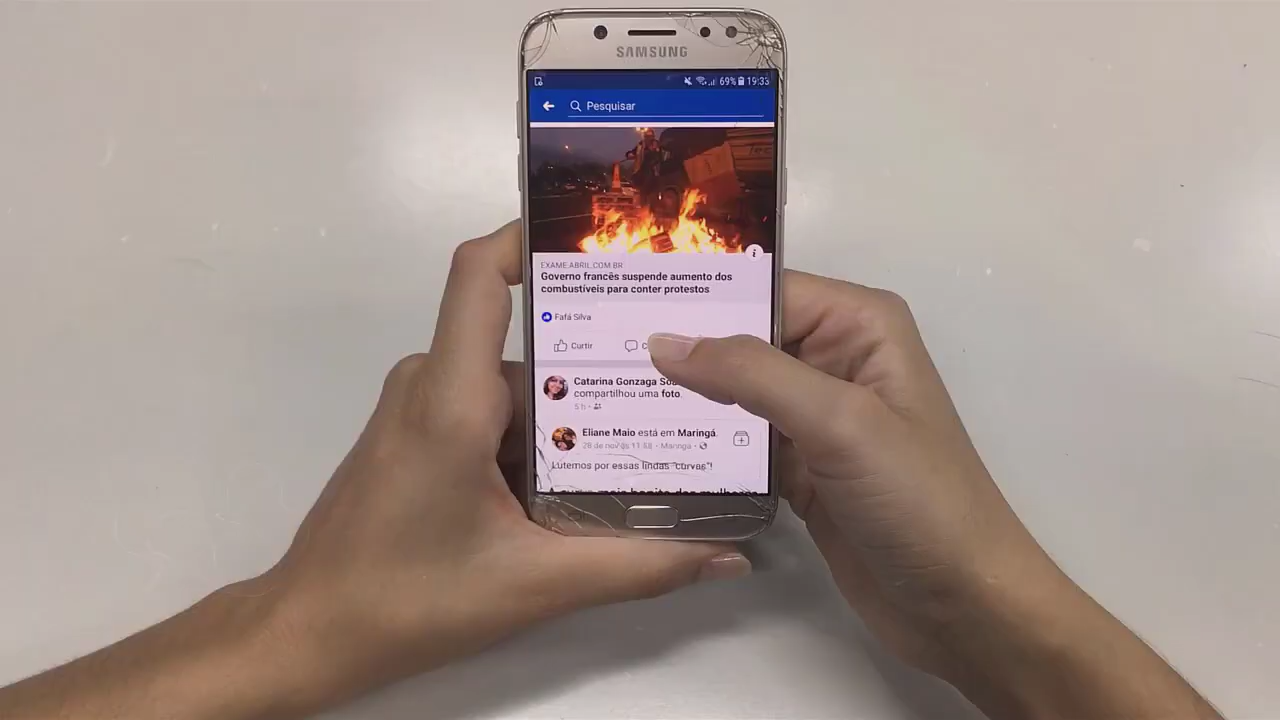 SAMSUNG
69% 19:33
Pesquisar
EXAME.ABRIL.COM.BR
Governo francês suspende aumento dos
combustíveis para conter protestos
Fafá Silva
Curtir
Catarina Gonzaga
compartilhou uma foto.
5 h
Eliane Maio está em Maringá.
28 de nov às 11:58 · Maringá
Lutemos por essas lindas "curvas"!